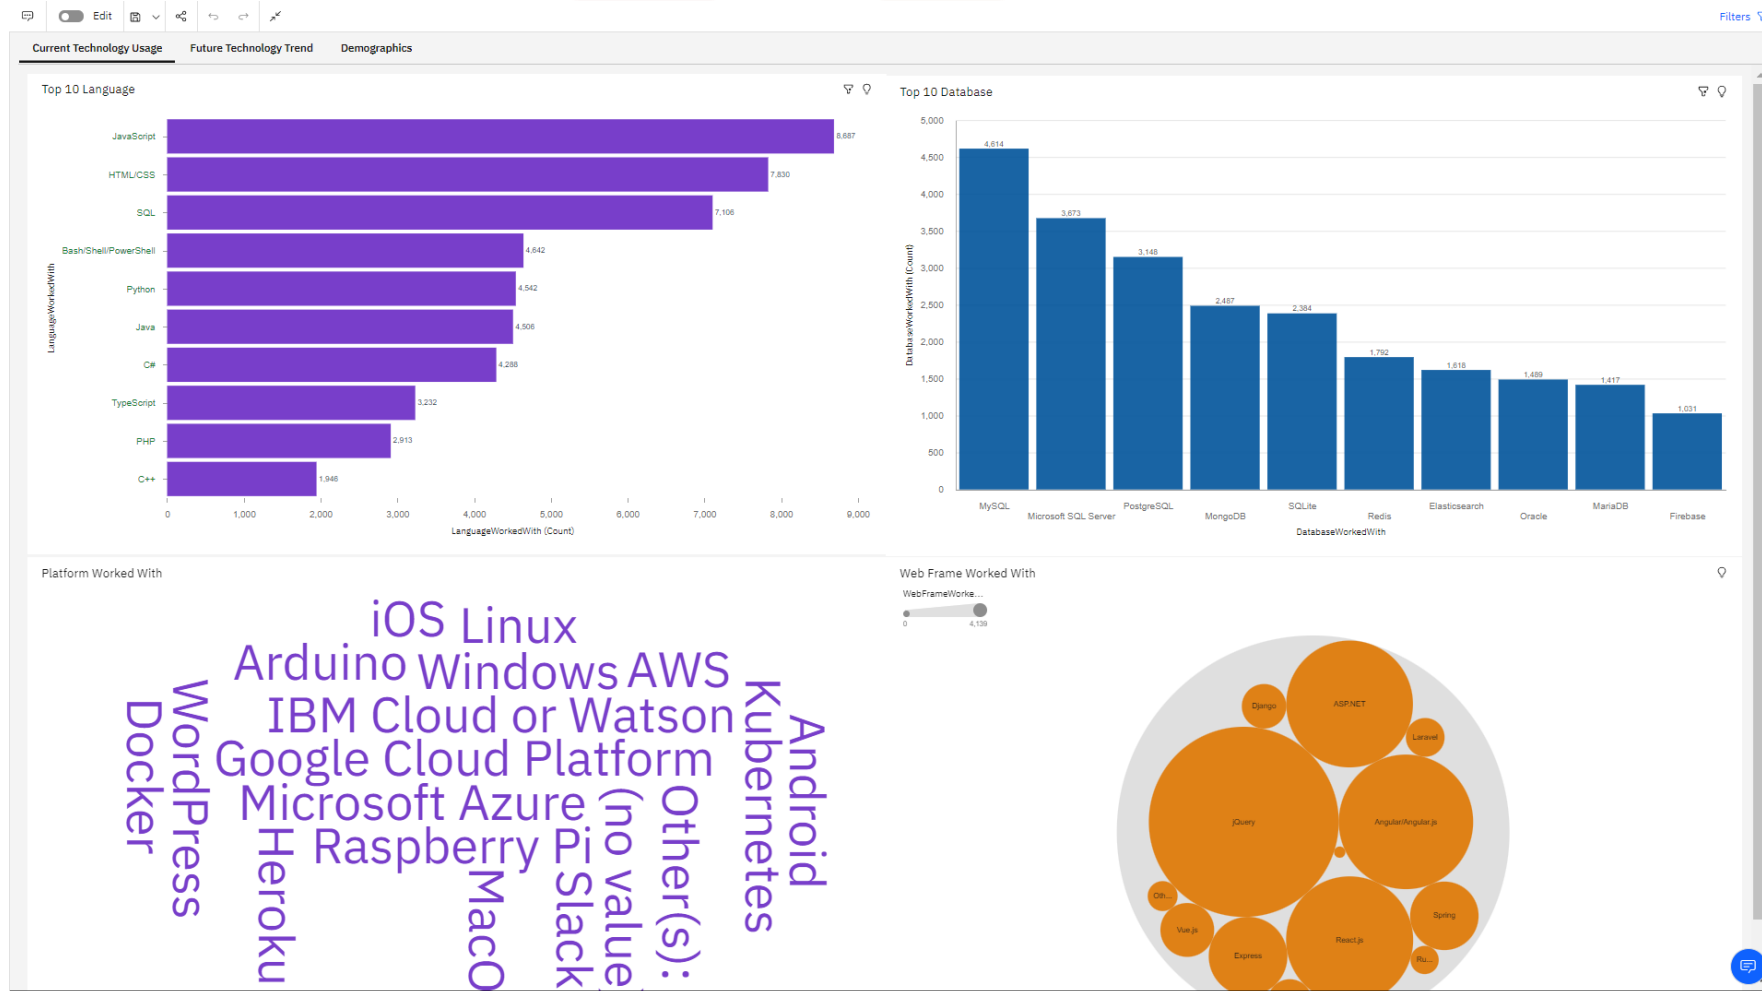 Edit
Filters
Current Technology Usage
Future Technology Trend
Demographics
Top 10 Language
JavaScript
8,687
HTML/CSS
7,830
SQL
7,106
Bash/Shell/PowerShell
4,642
Python
4,542
Java
4,506
C#
4,288
TypeScript
3,232
PHP
2,913
C++
1,946
LanguageWorkedWith
0 1,000 2,000 3,000 4,000 5,000 6,000 7,000 8,000 9,000
LanguageWorkedWith (Count)
Top 10 Database
5,000
4,500
4,000
3,500
3,000
2,500
2,000
1,500
1,000
500
0
DatabaseWorkedWith (Count)
4,614
3,673
3,148
2,487
2,384
1,792
1,618
1,489
1,417
1,031
MySQL
Microsoft SQL Server
PostgreSQL
MongoDB
SQLite
Redis
Elasticsearch
Oracle
MariaDB
Firebase
DatabaseWorkedWith
Platform Worked With
iOS
Linux
Arduino
Windows
AWS
IBM Cloud or Watson
Google Cloud Platform
Microsoft Azure
Raspberry Pi
Docker
WordPress
Heroku
MacO
Slack
(no value
Other(s):
Kubernetes
Android
Web Frame Worked With
WebFrameWorke...
0 4,139
ASP.NET
Django
Laravel
jQuery
Angular/Angular.js
Oth...
Vue.js
Express
React.js
Spring
Ru...